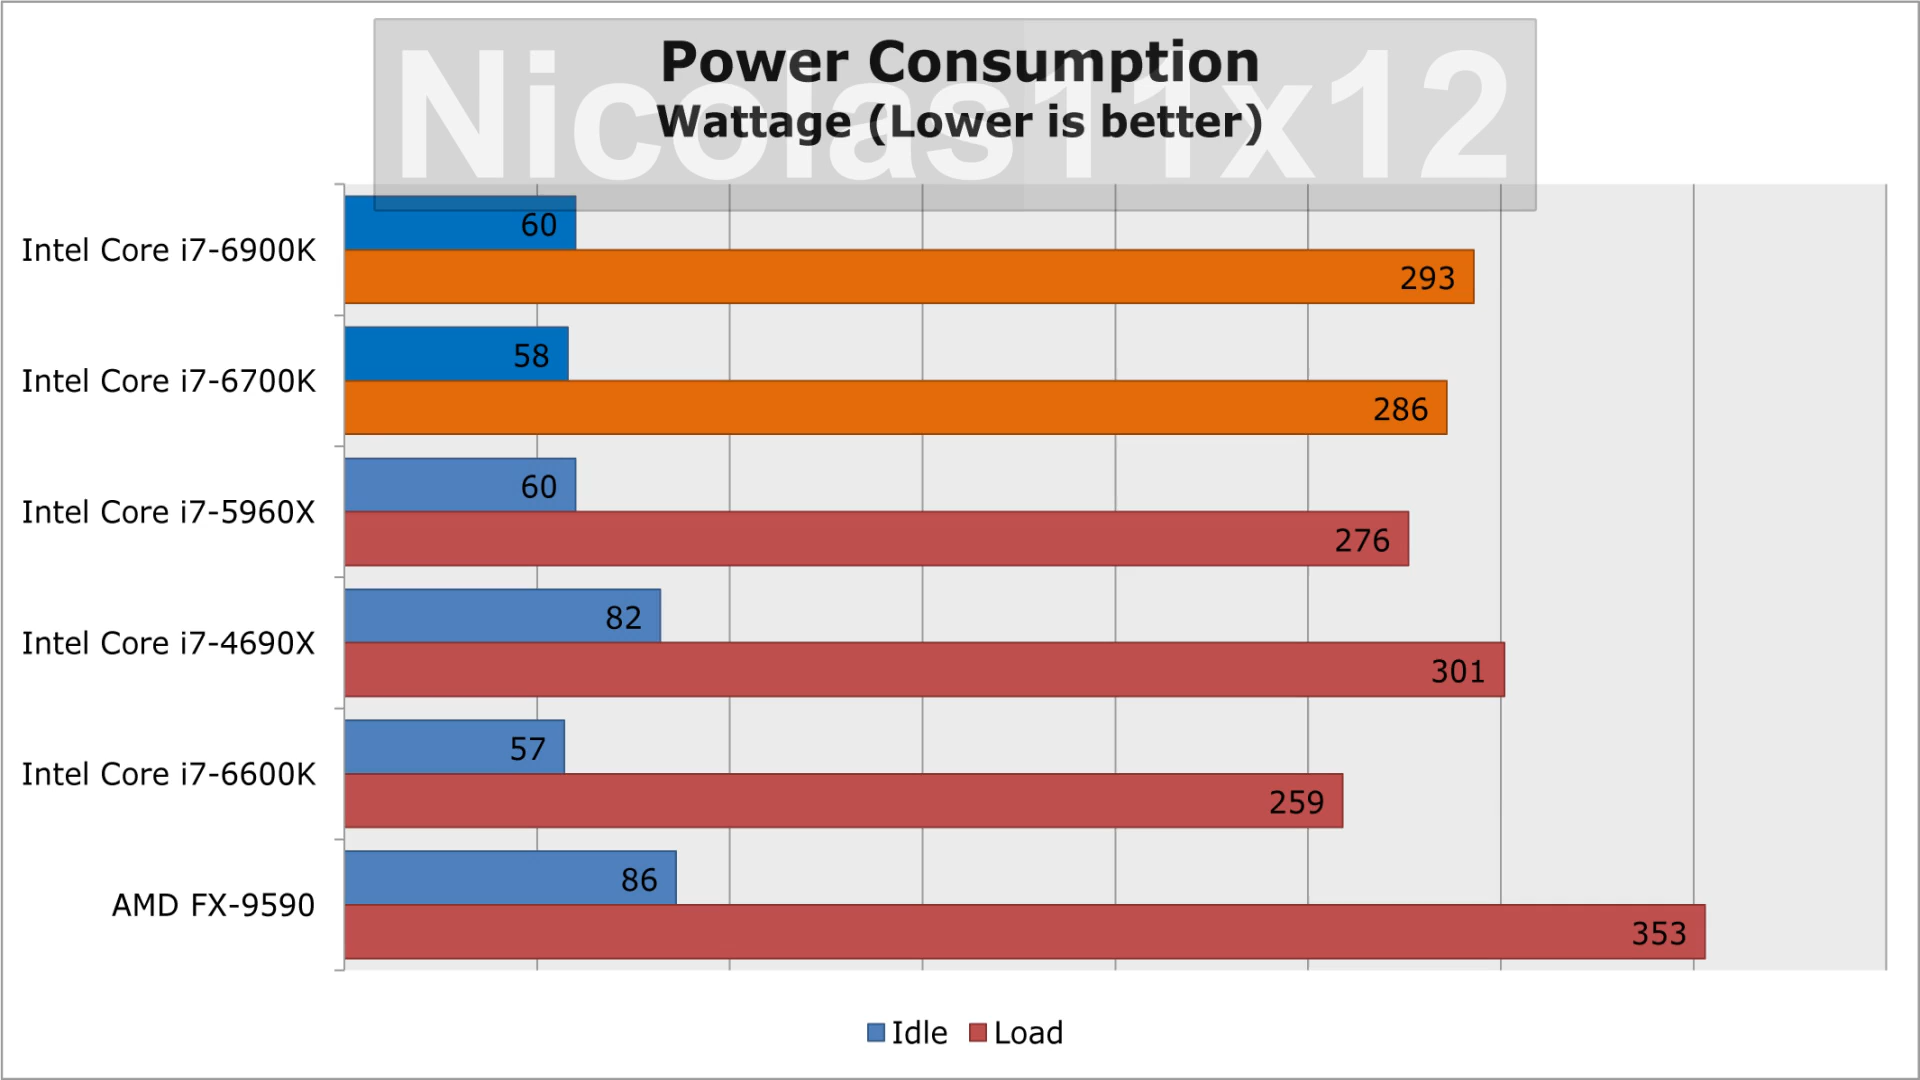 Power Consumption
Wattage (Lower is better)
Nicolas11x12
Intel Core i7-6900K
60
293
Intel Core i7-6700K
58
286
Intel Core i7-5960X
60
276
Intel Core i7-4690X
82
301
Intel Core i7-6600K
57
259
AMD FX-9590
86
353
Idle Load